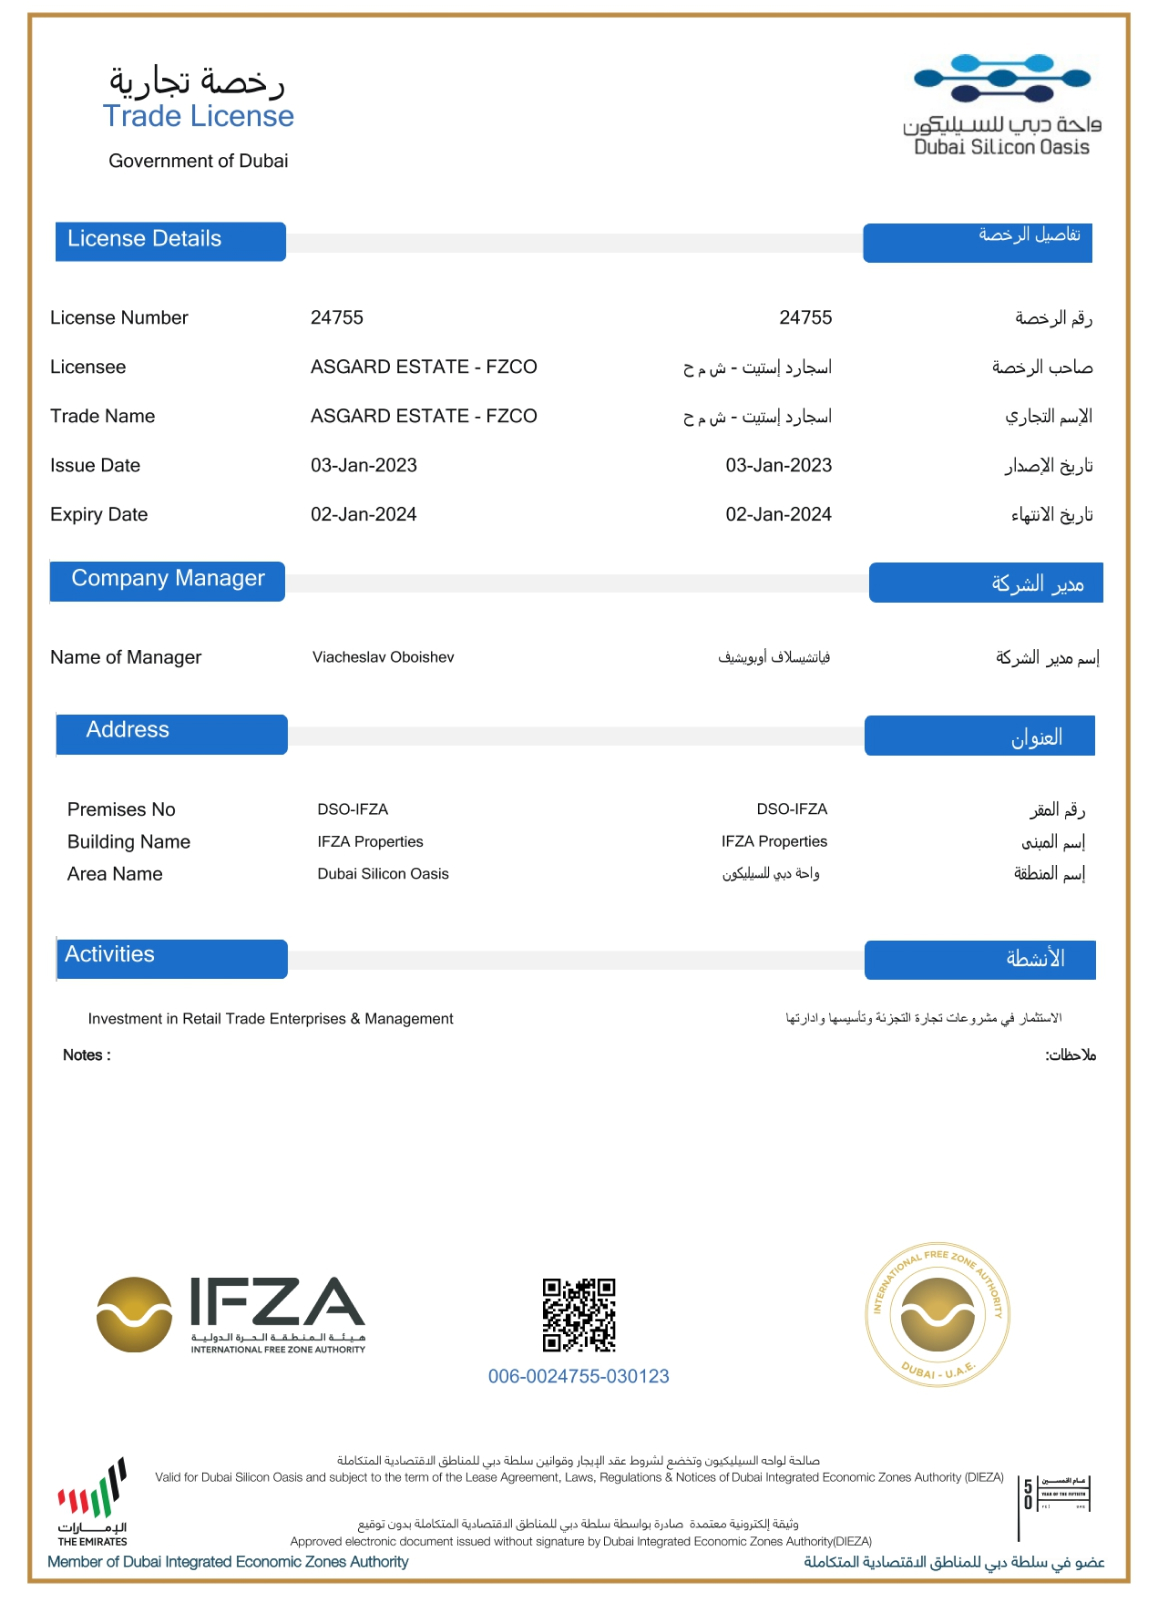 رخصة تجارية
Trade License
Government of Dubai
واحة دبي للسيليكون
Dubai Silicon Oasis
License Details تفاصيل الرخصة
License Number 24755 24755 رقم الرخصة
Licensee ASGARD ESTATE - FZCO اسجارد إستيت - ش م ح صاحب الرخصة
Trade Name ASGARD ESTATE - FZCO اسجارد إستيت - ش م ح الإسم التجاري
Issue Date 03-Jan-2023 03-Jan-2023 تاريخ الإصدار
Expiry Date 02-Jan-2024 02-Jan-2024 تاريخ الانتهاء
Company Manager مدير الشركة
Name of Manager Viacheslav Oboishev فياتشيسلاف أوبويشيف إسم مدير الشركة
Address العنوان
Premises No DSO-IFZA DSO-IFZA رقم المقر
Building Name IFZA Properties IFZA Properties إسم المبنى
Area Name Dubai Silicon Oasis واحة دبي للسيليكون إسم المنطقة
Activities الأنشطة
Investment in Retail Trade Enterprises & Management الاستثمار في مشروعات تجارة التجزئة وتأسيسها وادارتها
Notes : ملاحظات:
IFZA
هيئة المنطقة الحرة الدولية
INTERNATIONAL FREE ZONE AUTHORITY
006-0024755-030123
INTERNATIONAL FREE ZONE AUTHORITY
DUBAI - U.A.E.
صالحة لواحه السيليكيون وتخضع لشروط عقد الإيجار وقوانين سلطة دبي للمناطق الاقتصادية المتكاملة
Valid for Dubai Silicon Oasis and subject to the term of the Lease Agreement, Laws, Regulations & Notices of Dubai Integrated Economic Zones Authority (DIEZA)
وثيقة إلكترونية معتمدة صادرة بواسطة سلطة دبي للمناطق الاقتصادية المتكاملة بدون توقيع
Approved electronic document issued without signature by Dubai Integrated Economic Zones Authority(DIEZA)
الإمارات
THE EMIRATES
50
عام الخمسين
YEAR OF THE FIFTIETH
Member of Dubai Integrated Economic Zones Authority عضو في سلطة دبي للمناطق الاقتصادية المتكاملة